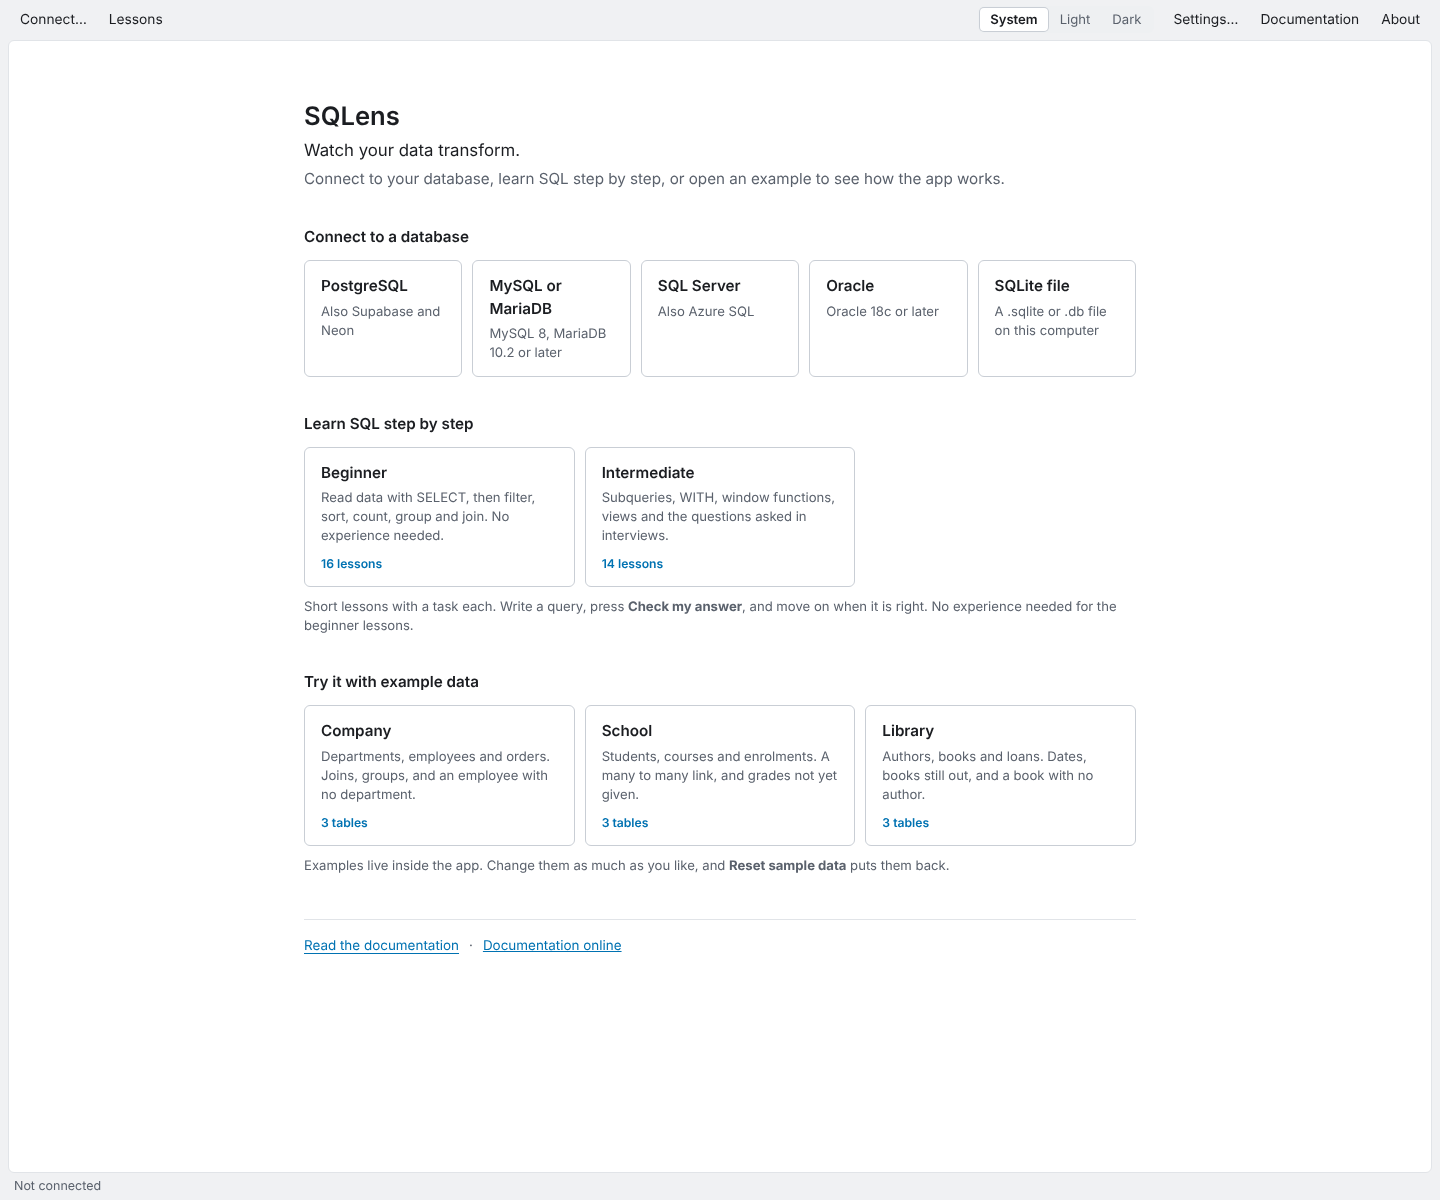 Connect... Lessons System Light Dark Settings... Documentation About
SQLens
Watch your data transform.
Connect to your database, learn SQL step by step, or open an example to see how the app works.
Connect to a database
PostgreSQL
Also Supabase and
Neon
MySQL or
MariaDB
MySQL 8, MariaDB
10.2 or later
SQL Server
Also Azure SQL
Oracle
Oracle 18c or later
SQLite file
A .sqlite or .db file
on this computer
Learn SQL step by step
Beginner
Read data with SELECT, then filter,
sort, count, group and join. No
experience needed.
16 lessons
Intermediate
Subqueries, WITH, window functions,
views and the questions asked in
interviews.
14 lessons
Short lessons with a task each. Write a query, press Check my answer, and move on when it is right. No experience needed for the
beginner lessons.
Try it with example data
Company
Departments, employees and orders.
Joins, groups, and an employee with
no department.
3 tables
School
Students, courses and enrolments. A
many to many link, and grades not yet
given.
3 tables
Library
Authors, books and loans. Dates,
books still out, and a book with no
author.
3 tables
Examples live inside the app. Change them as much as you like, and Reset sample data puts them back.
Read the documentation · Documentation online
Not connected